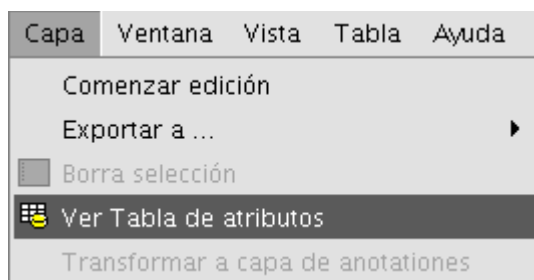 Capa Ventana Vista Tabla Ayuda
Comenzar edición
Exportar a ...
Borra selección
Ver Tabla de atributos
Transformar a capa de anotationes